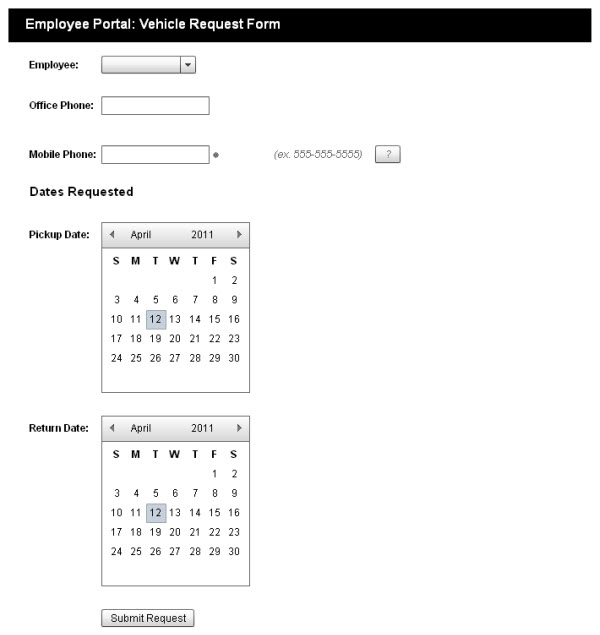 Employee Portal: Vehicle Request Form
Employee:
Office Phone:
Mobile Phone: (ex. 555-555-5555) ?
Dates Requested
Pickup Date: April 2011
S M T W T F S
1 2
3 4 5 6 7 8 9
10 11 12 13 14 15 16
17 18 19 20 21 22 23
24 25 26 27 28 29 30
Return Date: April 2011
S M T W T F S
1 2
3 4 5 6 7 8 9
10 11 12 13 14 15 16
17 18 19 20 21 22 23
24 25 26 27 28 29 30
Submit Request